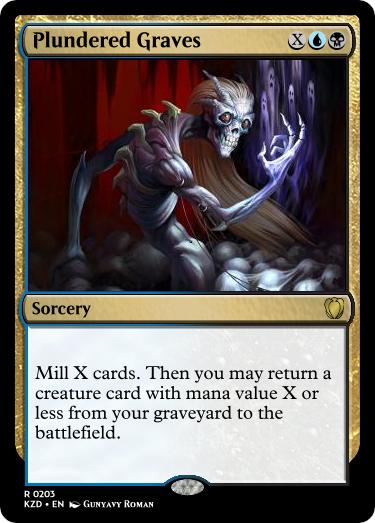 Plundered Graves X
Sorcery
Mill X cards. Then you may return a
creature card with mana value X or
less from your graveyard to the
battlefield.
R 0203
KZD • EN Gunyavy Roman